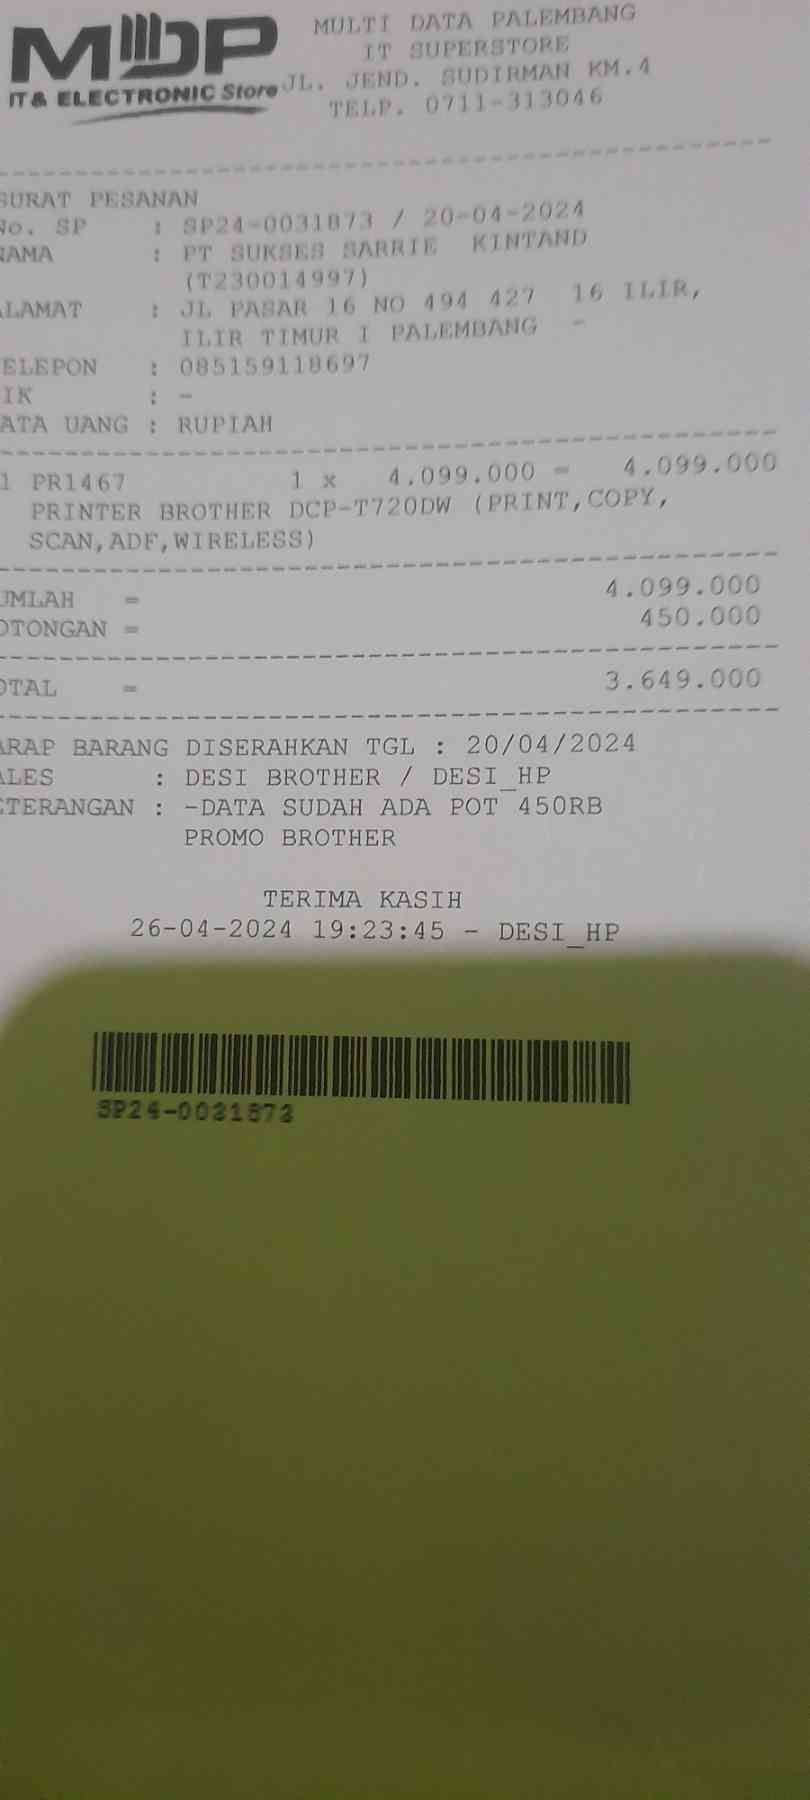 MDP
IT & ELECTRONIC Store
MULTI DATA PALEMBANG
IT SUPERSTORE
JL. JEND. SUDIRMAN KM.4
TELP. 0711-313046
SURAT PESANAN
No. SP : SP24-0031873 / 20-04-2024
NAMA : PT SUKSES SARRIE KINTAND
(T230014997)
ALAMAT : JL PASAR 16 NO 494 427 16 ILIR,
ILIR TIMUR I PALEMBANG -
ELEPON : 085159118697
IK : -
ATA UANG : RUPIAH
1 PR1467 1 x 4.099.000 = 4.099.000
PRINTER BROTHER DCP-T720DW (PRINT,COPY,
SCAN,ADF,WIRELESS)
UMLAH = 4.099.000
OTONGAN = 450.000
OTAL = 3.649.000
ARAP BARANG DISERAHKAN TGL : 20/04/2024
ALES : DESI BROTHER / DESI_HP
ETERANGAN : -DATA SUDAH ADA POT 450RB
PROMO BROTHER
TERIMA KASIH
26-04-2024 19:23:45 - DESI_HP
SP24-0031873